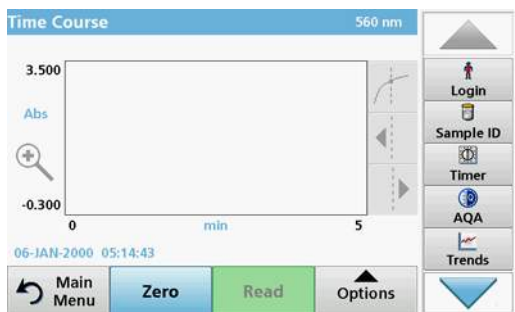 Time Course 560 nm
3.500
Abs
-0.300
0 min 5
06-JAN-2000 05:14:43
Main Menu
Zero
Read
Options
Login
Sample ID
Timer
AQA
Trends